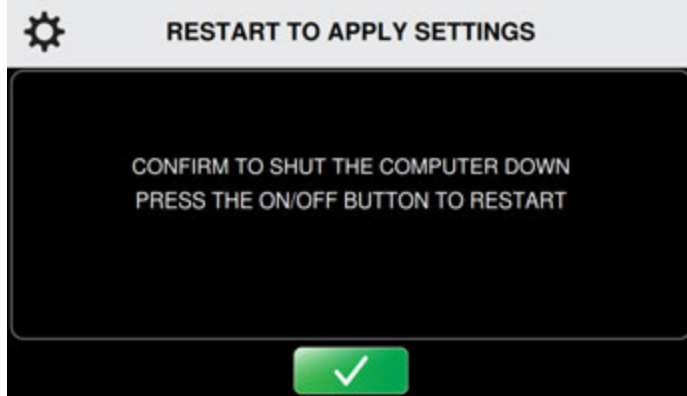 RESTART TO APPLY SETTINGS
CONFIRM TO SHUT THE COMPUTER DOWN
PRESS THE ON/OFF BUTTON TO RESTART